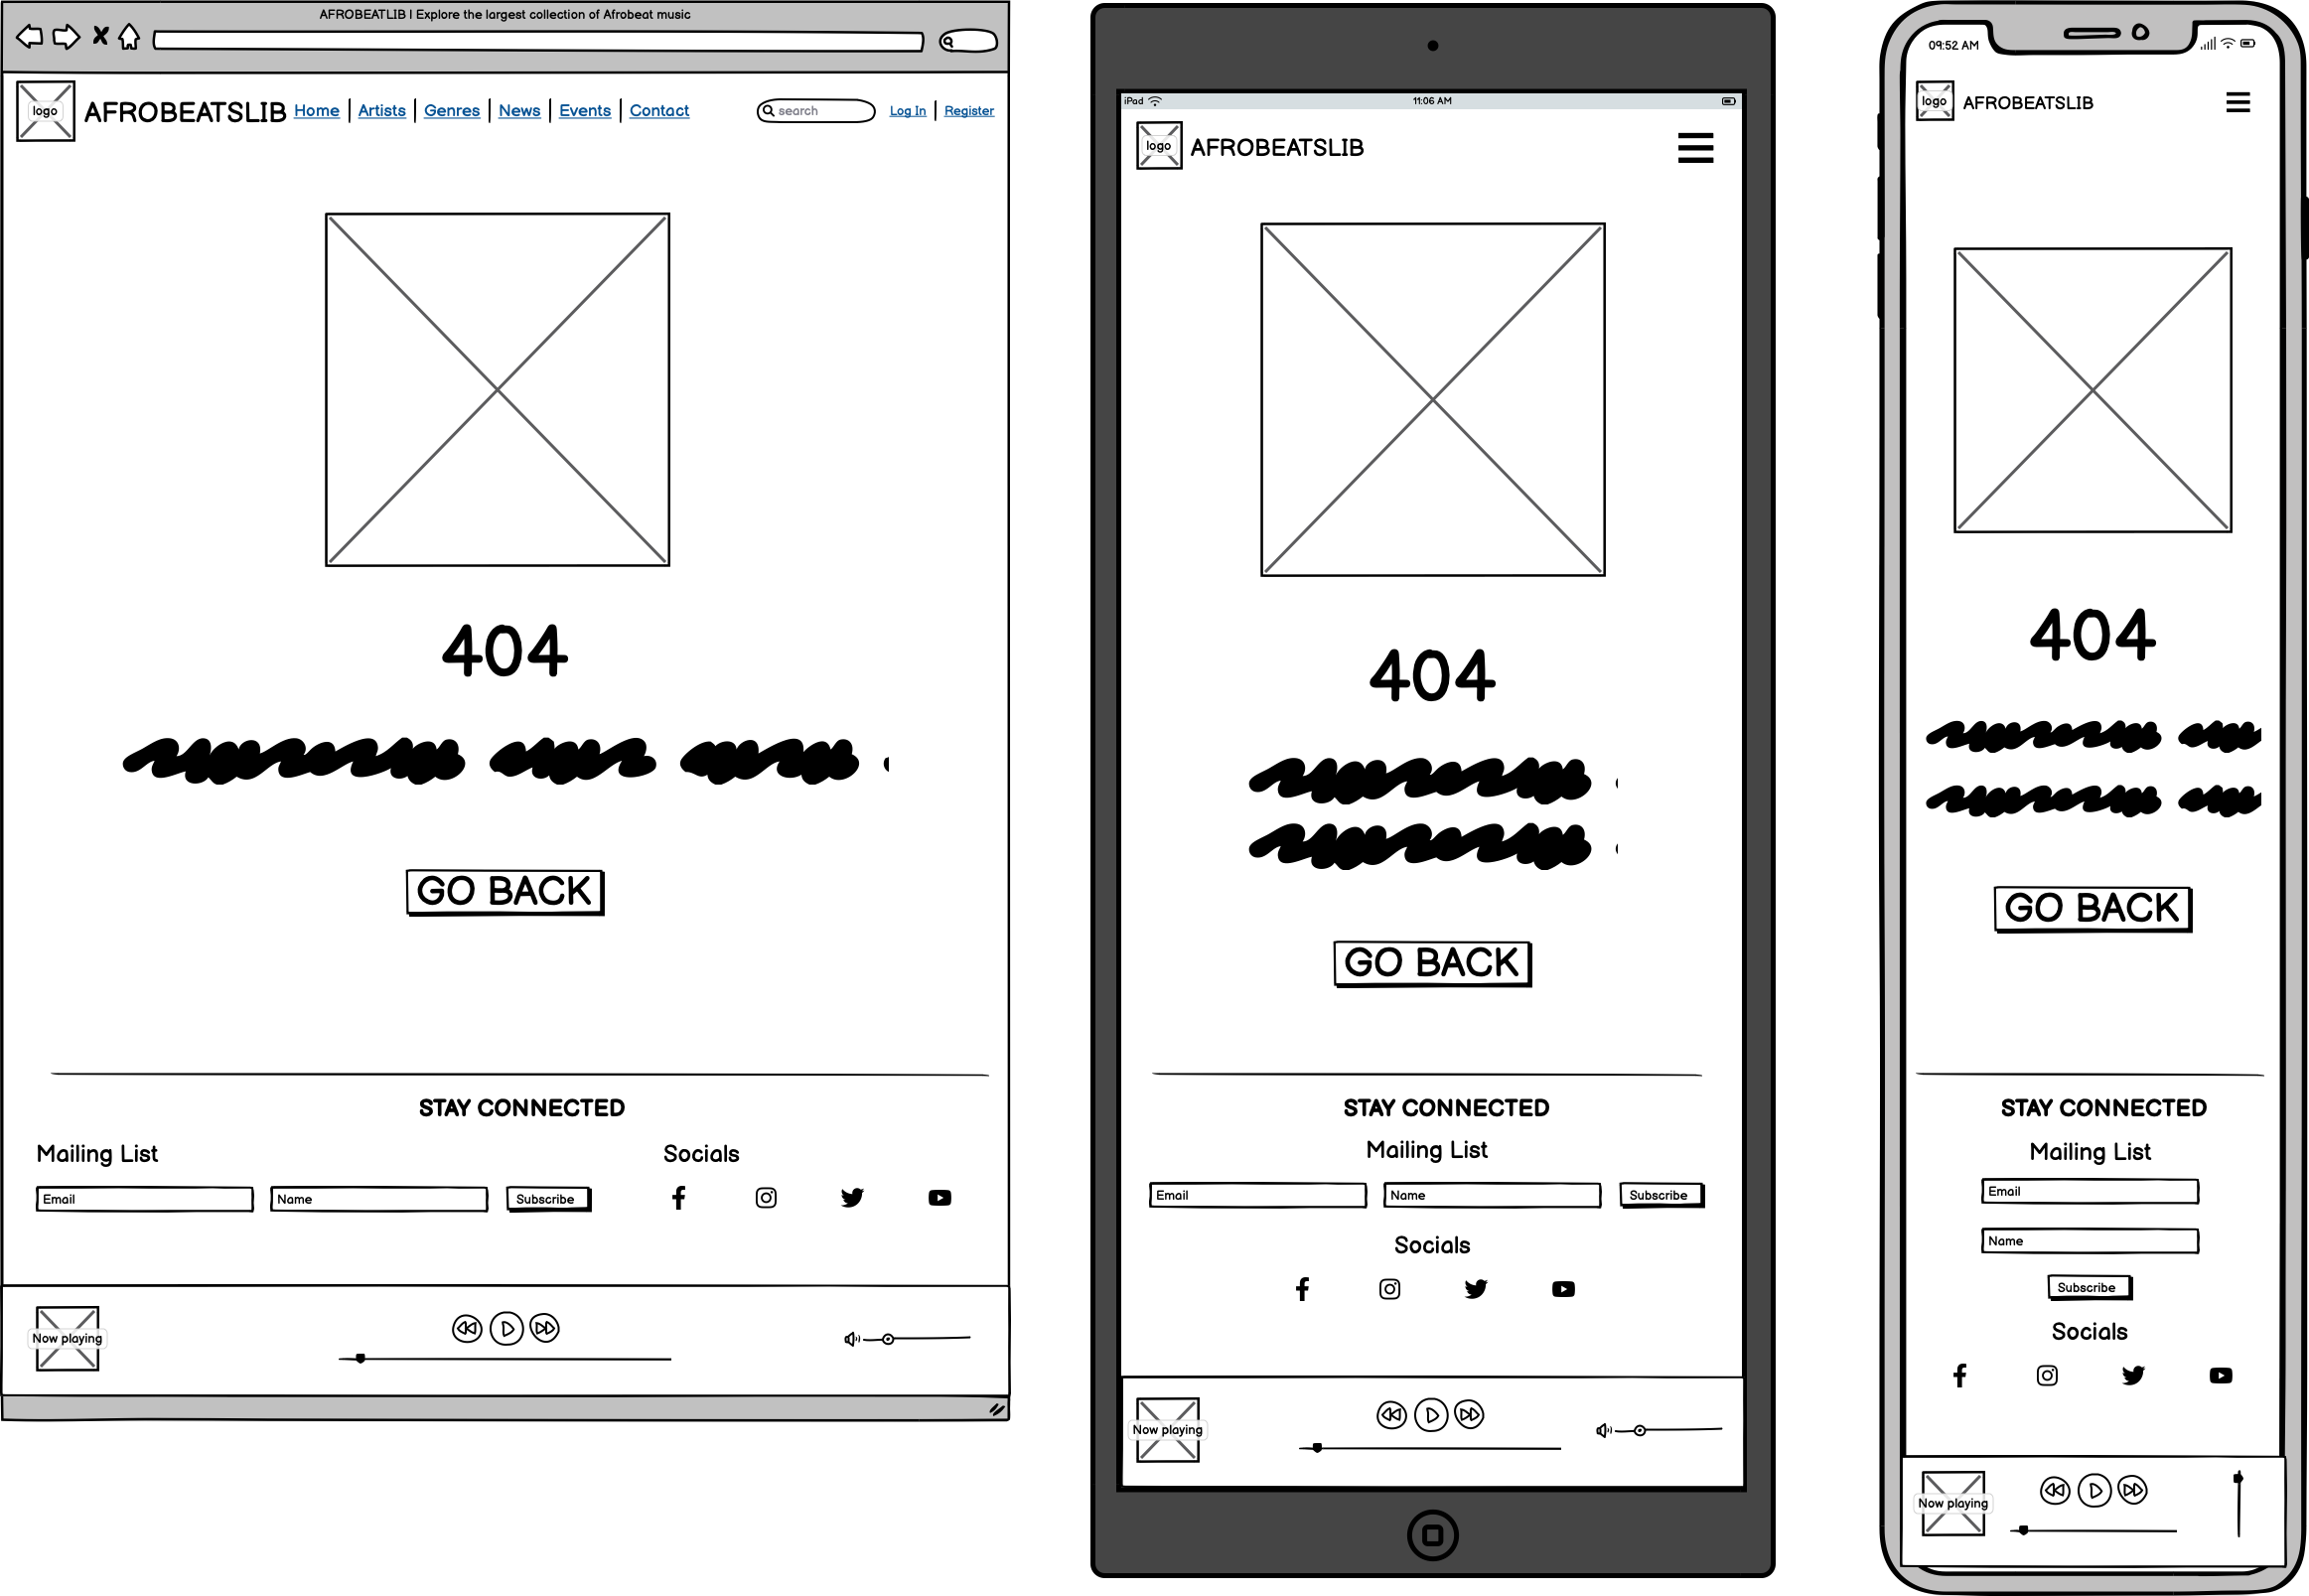 AFROBEATLIB | Explore the largest collection of Afrobeat music
logo AFROBEATSLIB Home | Artists | Genres | News | Events | Contact search Log In | Register
404
GO BACK
STAY CONNECTED
Mailing List Socials
Email Name Subscribe
Now playing
iPad 11:06 AM
logo AFROBEATSLIB
404
GO BACK
STAY CONNECTED
Mailing List
Email Name Subscribe
Socials
Now playing
09:52 AM
logo AFROBEATSLIB
404
GO BACK
STAY CONNECTED
Mailing List
Email
Name
Subscribe
Socials
Now playing